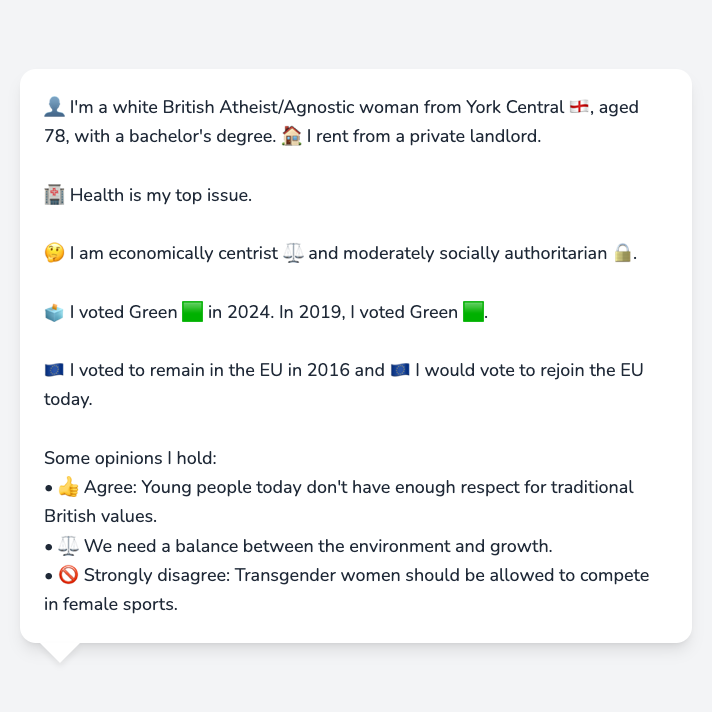 👤 I'm a white British Atheist/Agnostic woman from York Central 🏴󠁧󠁢󠁥󠁮󠁧󠁿, aged
78, with a bachelor's degree. 🏠 I rent from a private landlord.
🏥 Health is my top issue.
🤔 I am economically centrist ⚖️ and moderately socially authoritarian 🔒.
🗳️ I voted Green 🟩 in 2024. In 2019, I voted Green 🟩.
🇪🇺 I voted to remain in the EU in 2016 and 🇪🇺 I would vote to rejoin the EU
today.
Some opinions I hold:
• 👍 Agree: Young people today don't have enough respect for traditional
British values.
• ⚖️ We need a balance between the environment and growth.
• 🚫 Strongly disagree: Transgender women should be allowed to compete
in female sports.